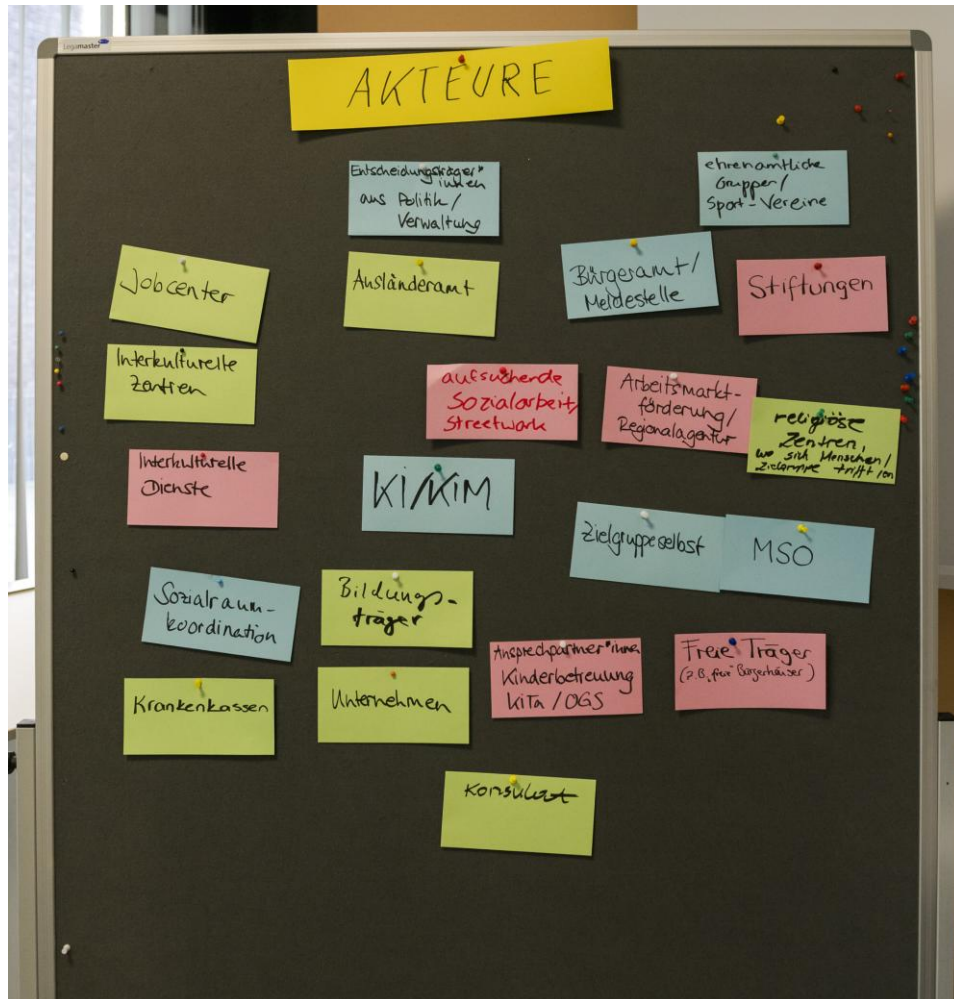 Legamaster
AKTEURE
Entscheidungsträger*
innen
aus Politik/
Verwaltung
ehrenamtliche
Gruppen/
Sport-Vereine
Jobcenter
Ausländeramt
Bürgeramt/
Meldestelle
Stiftungen
Interkulturelle
Zentren
aufsuchende
Sozialarbeit/
Streetwork
Arbeitsmarkt-
förderung/
Regionalagentur
religiöse
Zentren,
wo sich Menschen/
Zielgruppe trifft
Interkulturelle
Dienste
KI/KIM
Zielgruppe selbst
MSO
Sozialraum-
koordination
Bildungs-
träger
Ansprechpartner*innen
Kinderbetreuung
KiTa/OGS
Freie Träger
(z.B. für Bürgerhäuser)
Krankenkassen
Unternehmen
Konsulat